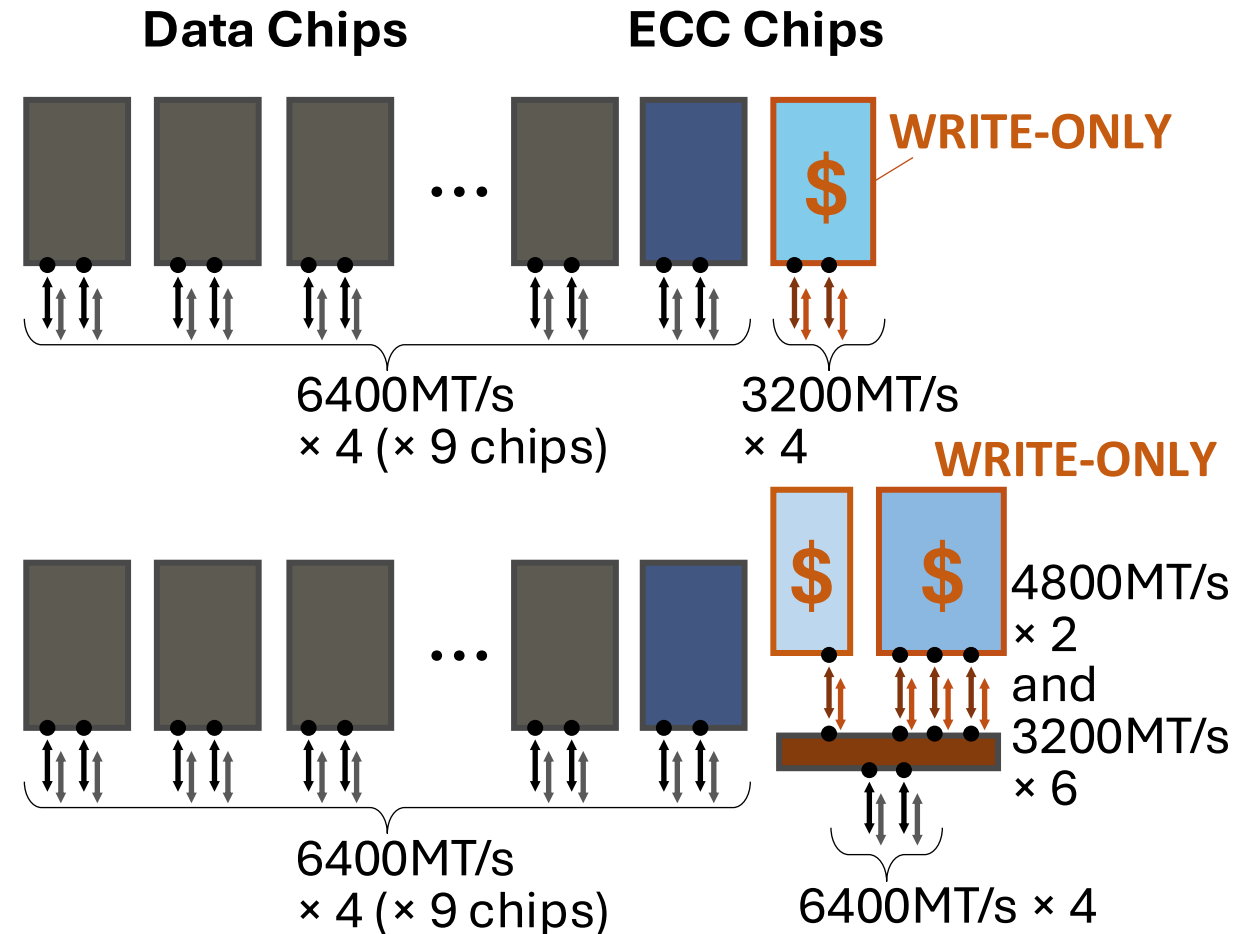 Data Chips
ECC Chips
WRITE-ONLY
$
6400MT/s
× 4 (× 9 chips)
3200MT/s
× 4
WRITE-ONLY
$
$
4800MT/s
× 2
and
3200MT/s
× 6
6400MT/s
× 4 (× 9 chips)
6400MT/s × 4